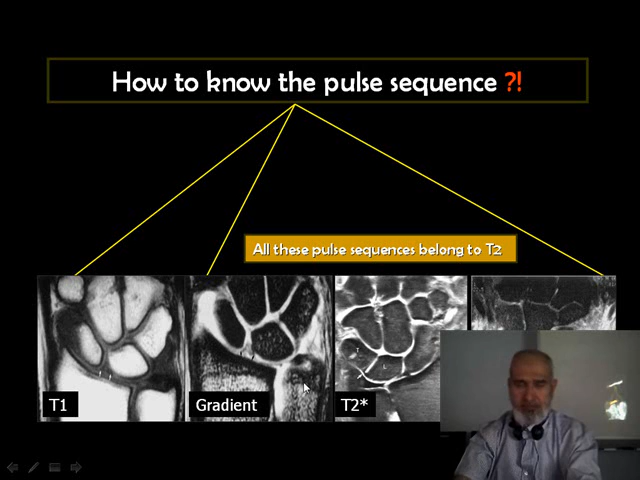 How to know the pulse sequence ?!
All these pulse sequences belong to T2
T1
Gradient
T2*